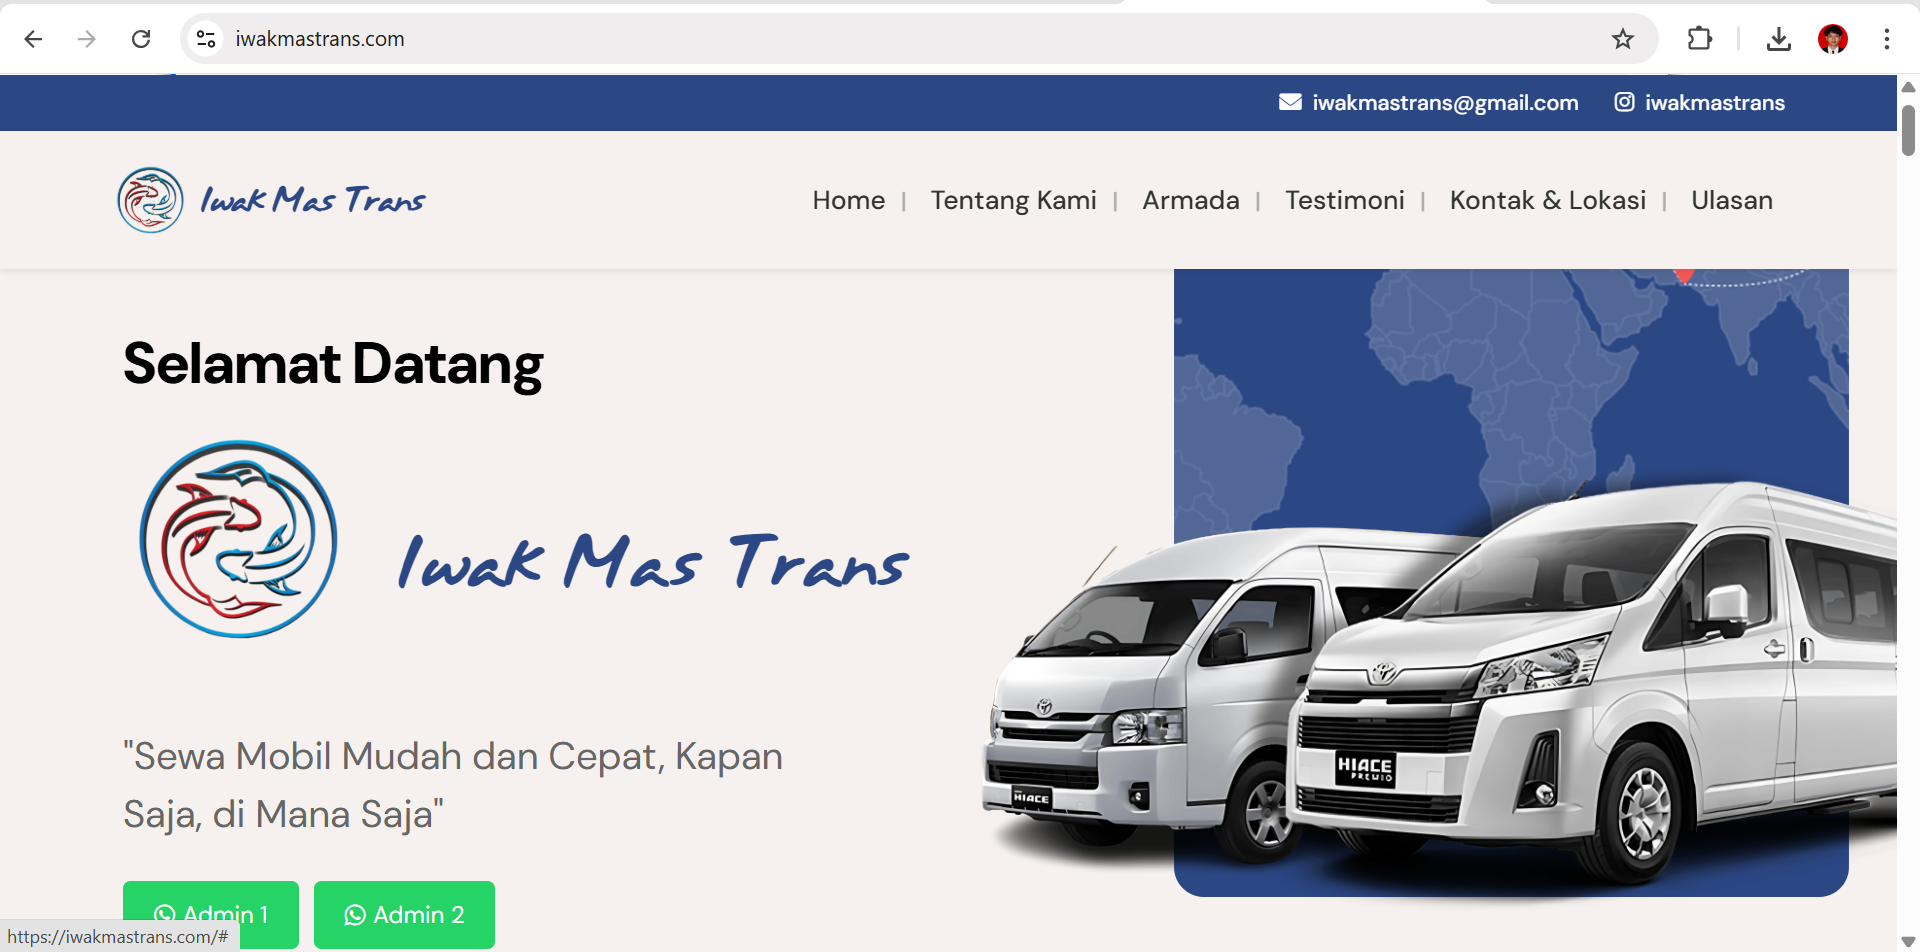 iwakmastrans.com
iwakmastrans@gmail.com iwakmastrans
Iwak Mas Trans
Home | Tentang Kami | Armada | Testimoni | Kontak & Lokasi | Ulasan
Selamat Datang
Iwak Mas Trans
"Sewa Mobil Mudah dan Cepat, Kapan
Saja, di Mana Saja"
HIACE
HIACE
PREMIO
Admin 1 Admin 2
https://iwakmastrans.com/#